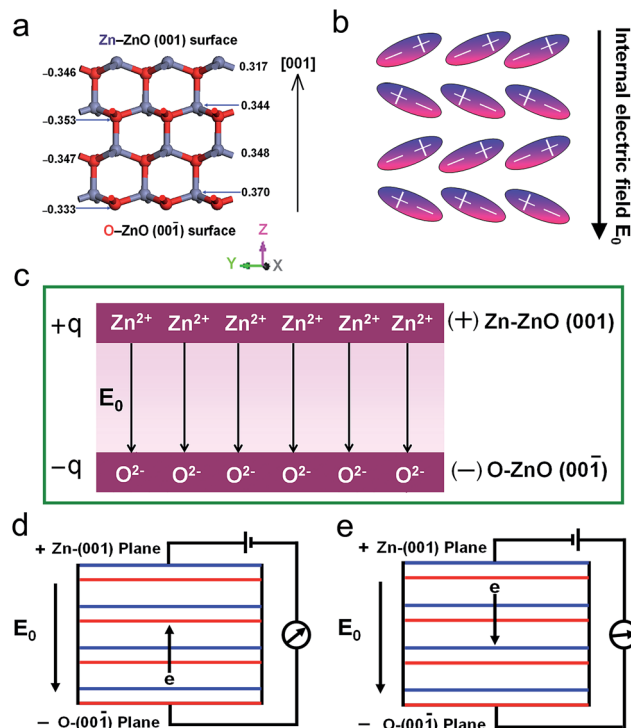 a
Zn–ZnO (001) surface
−0.346
0.317
[001]
0.344
−0.353
−0.347
0.348
0.370
−0.333
O–ZnO (001̄) surface
Z
Y
X
b
+ + +
− − −
+ + +
− − −
+ + +
− − −
+ + +
− − −
Internal electric field E₀
c
+q
Zn²⁺ Zn²⁺ Zn²⁺ Zn²⁺ Zn²⁺ Zn²⁺
(+) Zn-ZnO (001)
E₀
−q
O²⁻ O²⁻ O²⁻ O²⁻ O²⁻ O²⁻
(−) O-ZnO (001̄)
d
+ Zn-(001) Plane
E₀
e
− O-(001̄) Plane
e
+ Zn-(001) Plane
e
E₀
− O-(001̄) Plane